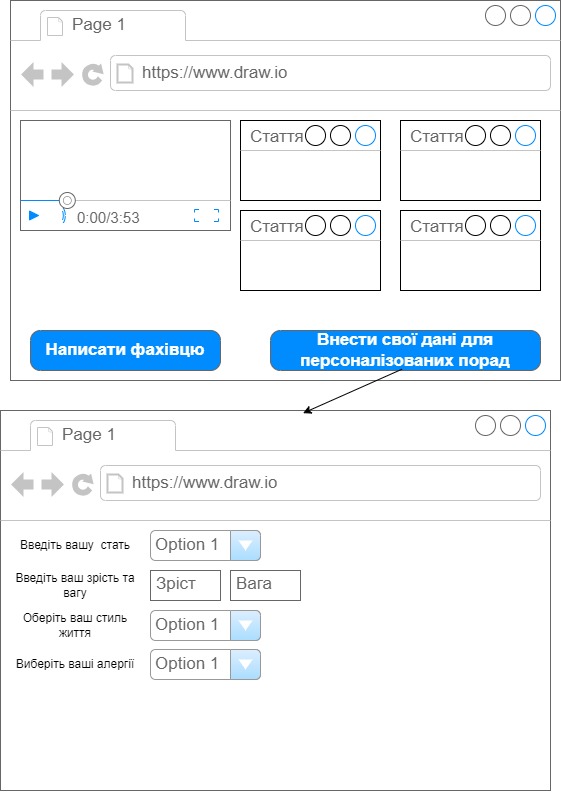 Page 1
https://www.draw.io
0:00/3:53
Стаття
Стаття
Стаття
Стаття
Написати фахівцю
Внести свої дані для
персоналізованих порад
Page 1
https://www.draw.io
Введіть вашу стать
Option 1
Введіть ваш зріст та
вагу
Зріст
Вага
Оберіть ваш стиль
життя
Option 1
Виберіть ваші алергії
Option 1